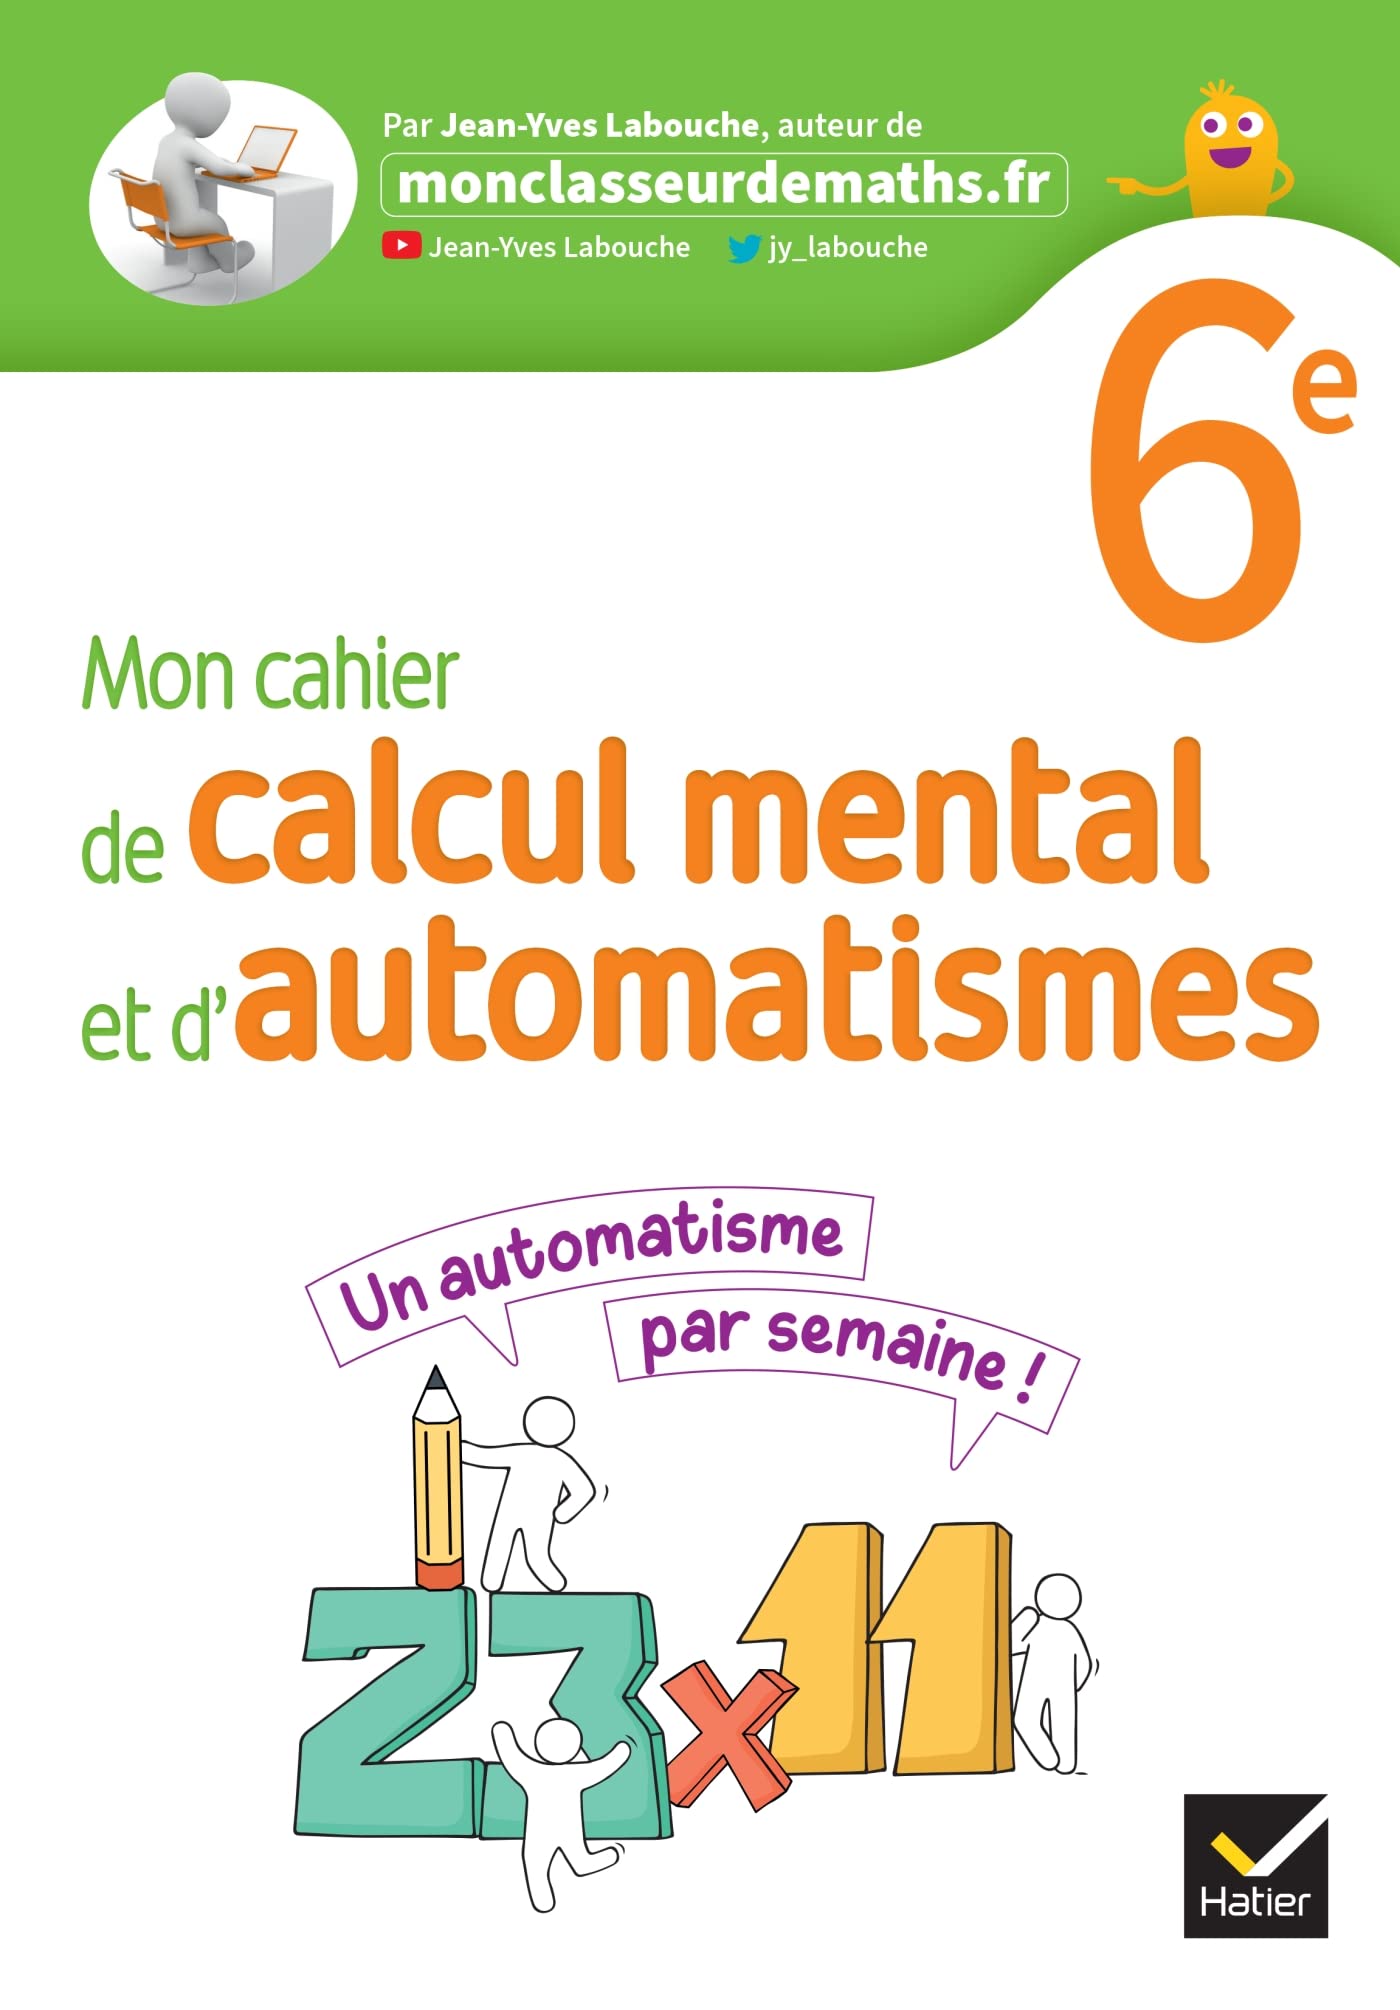 Par Jean-Yves Labouche, auteur de
monclasseurdemaths.fr
Jean-Yves Labouche jy_labouche
6e
Mon cahier
de calcul mental
et d'automatismes
Un automatisme
par semaine !
23 x 11
Hatier